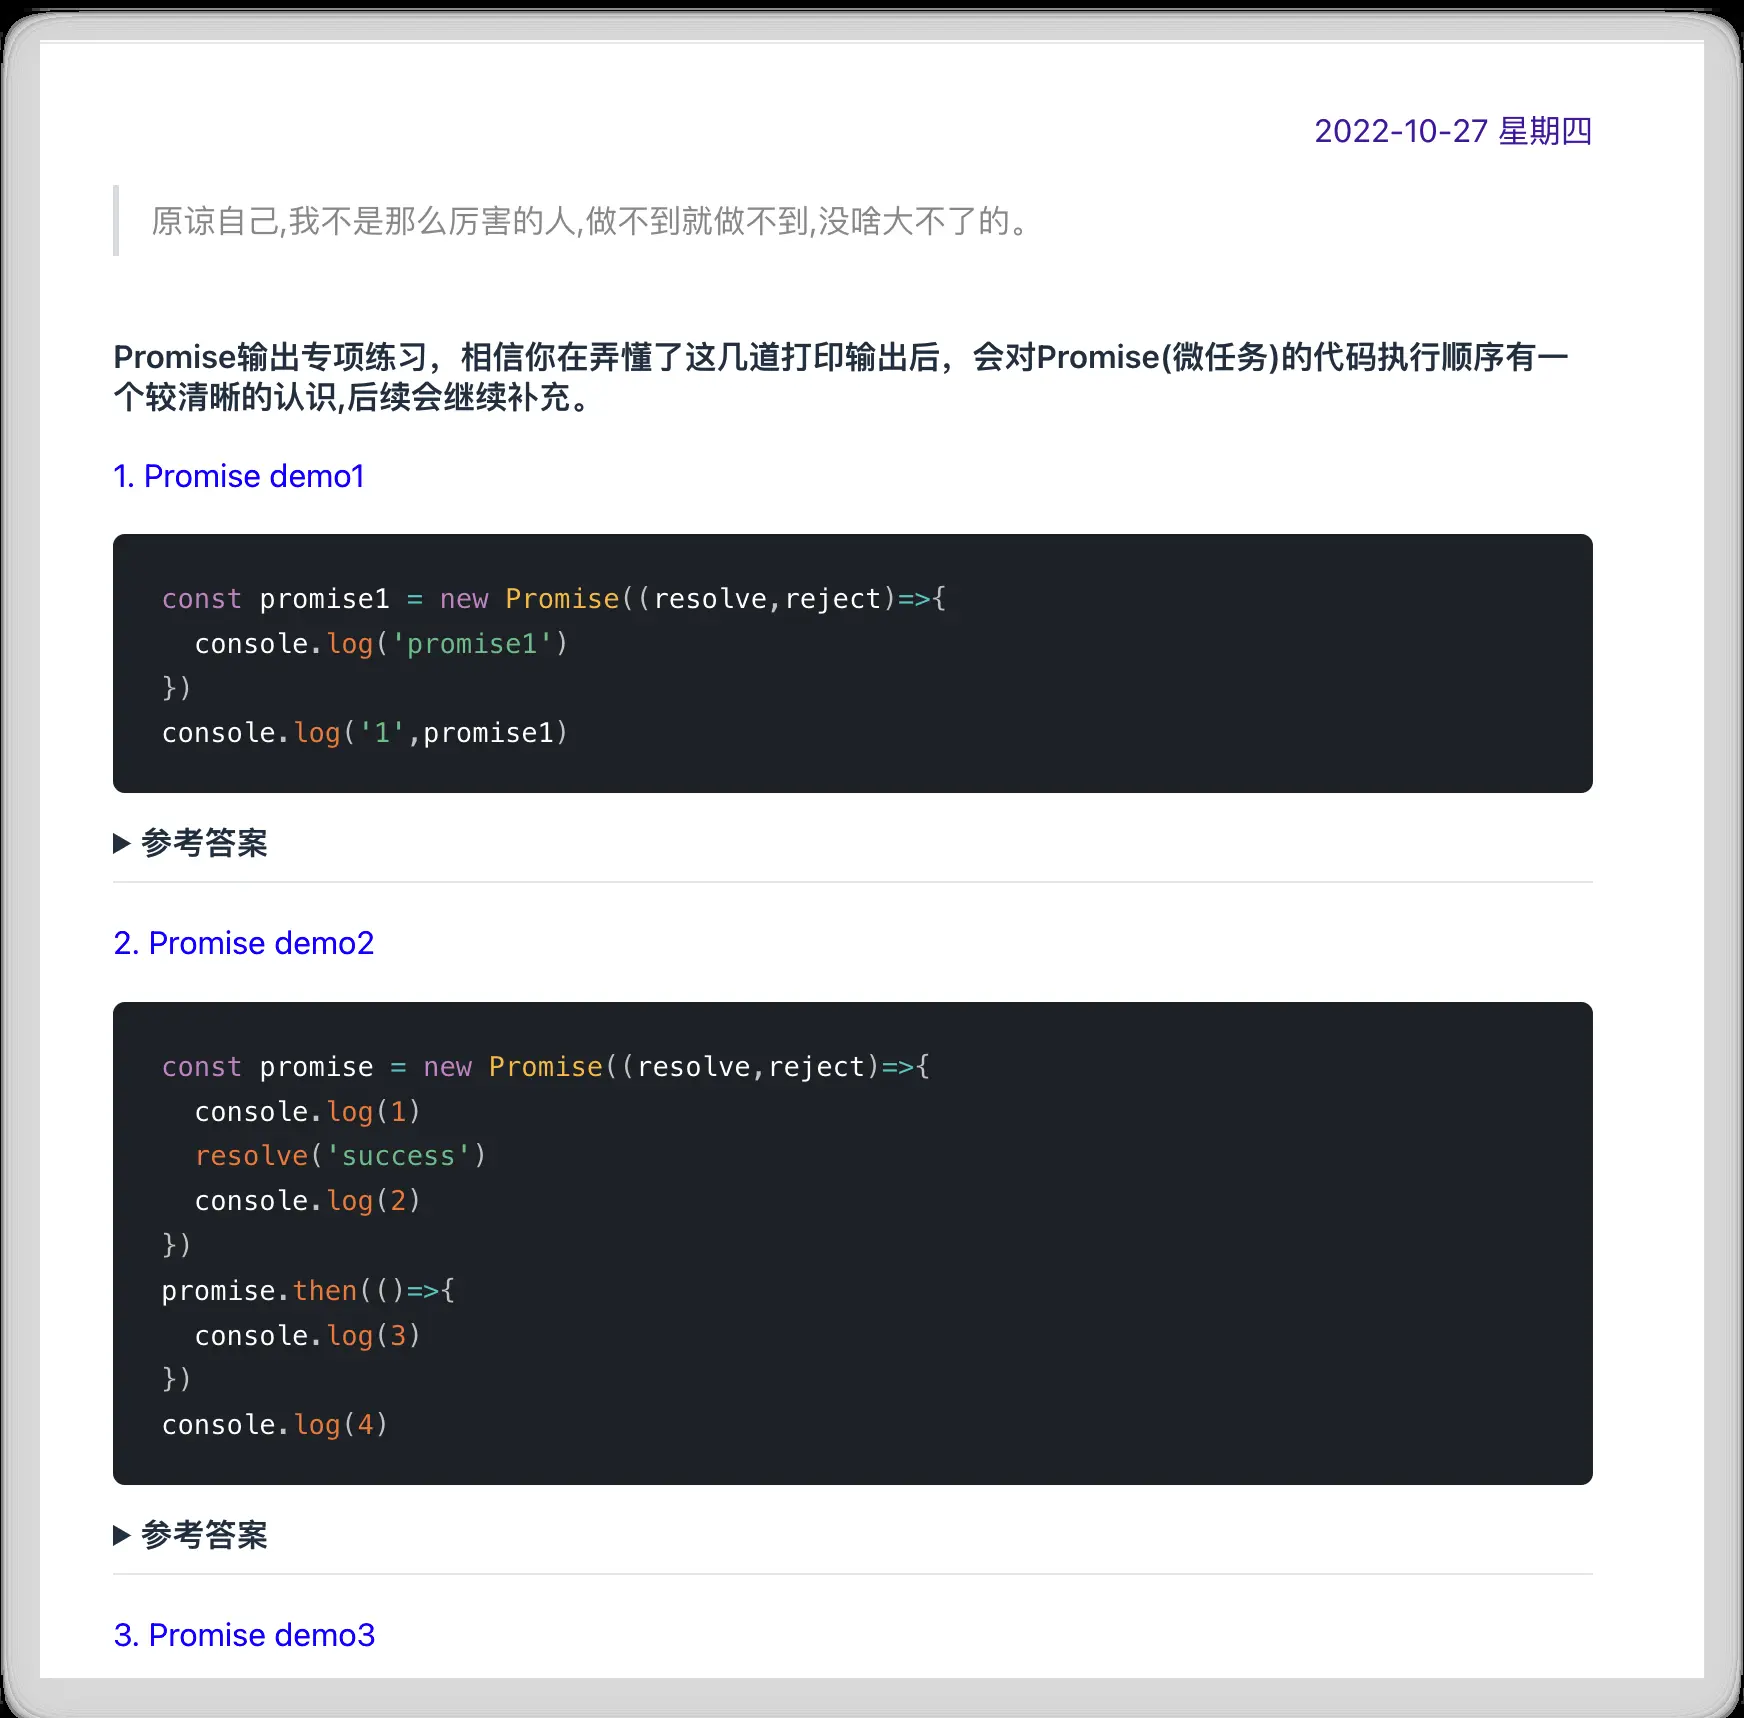 2022-10-27 星期四
原谅自己,我不是那么厉害的人,做不到就做不到,没啥大不了的。
Promise输出专项练习，相信你在弄懂了这几道打印输出后，会对Promise(微任务)的代码执行顺序有一
个较清晰的认识,后续会继续补充。
1. Promise demo1
const promise1 = new Promise((resolve,reject)=>{
  console.log('promise1')
})
console.log('1',promise1)
▶ 参考答案
2. Promise demo2
const promise = new Promise((resolve,reject)=>{
  console.log(1)
  resolve('success')
  console.log(2)
})
promise.then(()=>{
  console.log(3)
})
console.log(4)
▶ 参考答案
3. Promise demo3